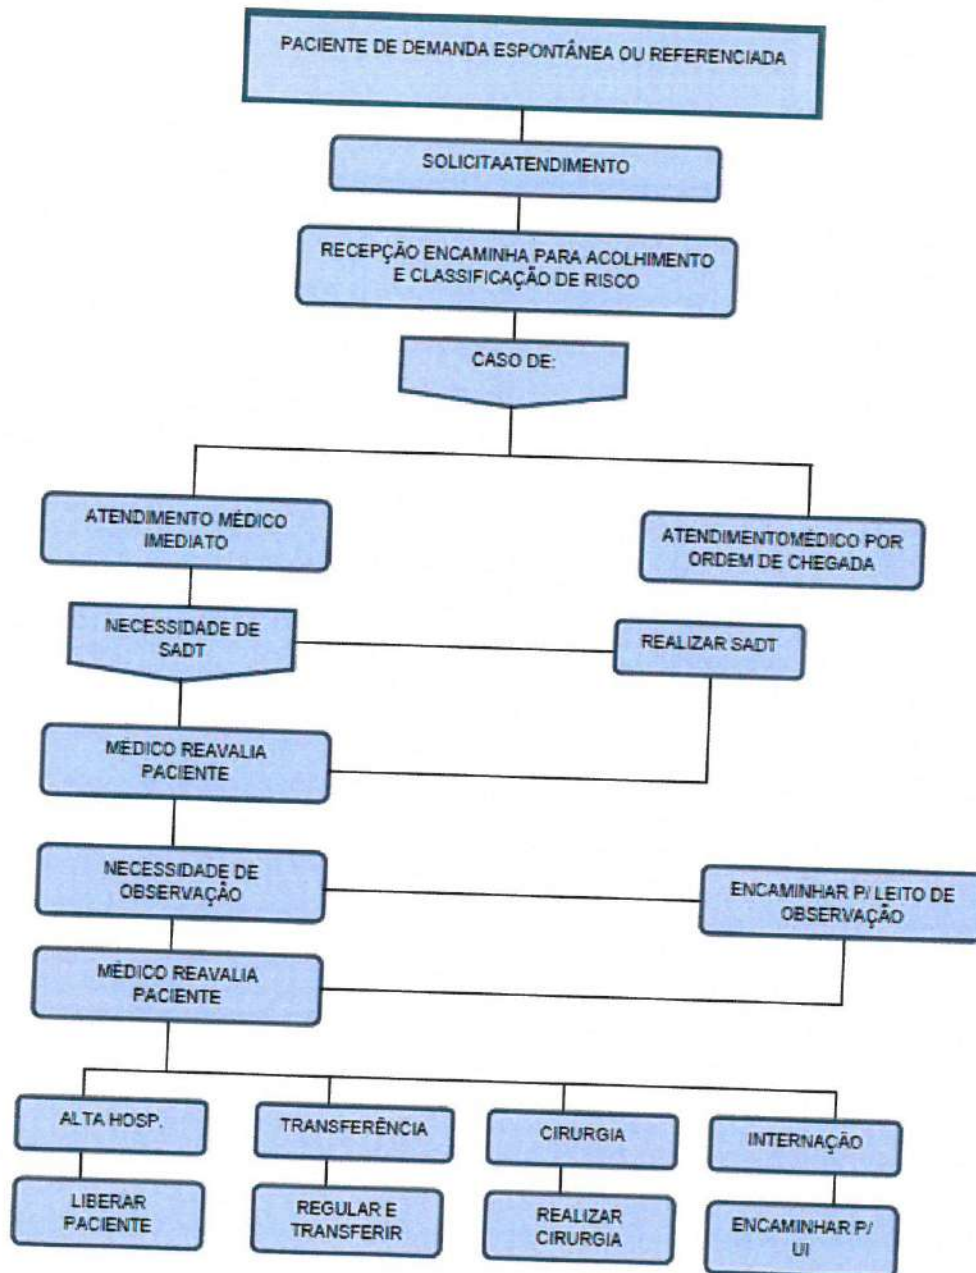 PACIENTE DE DEMANDA ESPONTÂNEA OU REFERENCIADA
SOLICITAATENDIMENTO
RECEPÇÃO ENCAMINHA PARA ACOLHIMENTO
E CLASSIFICAÇÃO DE RISCO
CASO DE:
ATENDIMENTO MÉDICO
IMEDIATO
ATENDIMENTOMÉDICO POR
ORDEM DE CHEGADA
NECESSIDADE DE
SADT
REALIZAR SADT
MÉDICO REAVALIA
PACIENTE
NECESSIDADE DE
OBSERVAÇÃO
ENCAMINHAR P/ LEITO DE
OBSERVAÇÃO
MÉDICO REAVALIA
PACIENTE
ALTA HOSP.
TRANSFERÊNCIA
CIRURGIA
INTERNAÇÃO
LIBERAR
PACIENTE
REGULAR E
TRANSFERIR
REALIZAR
CIRURGIA
ENCAMINHAR P/
UI